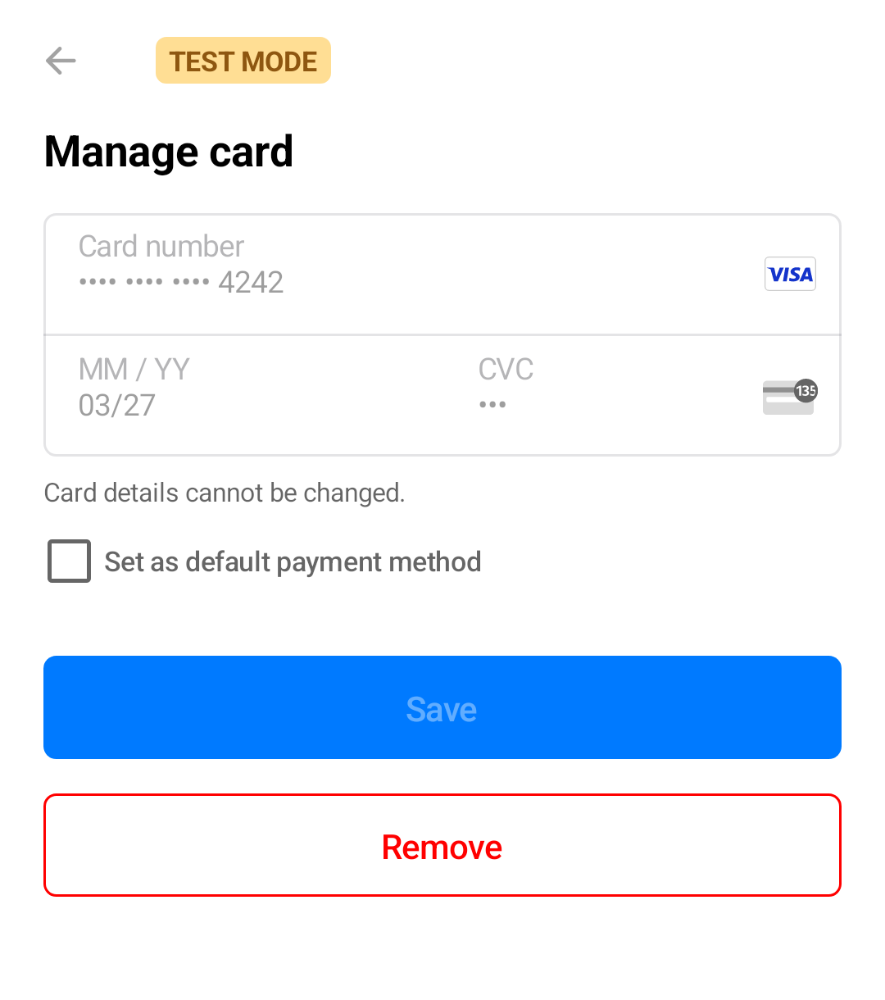 TEST MODE
Manage card
Card number
•••• •••• •••• 4242
VISA
MM / YY
03/27
CVC
•••
135
Card details cannot be changed.
Set as default payment method
Save
Remove